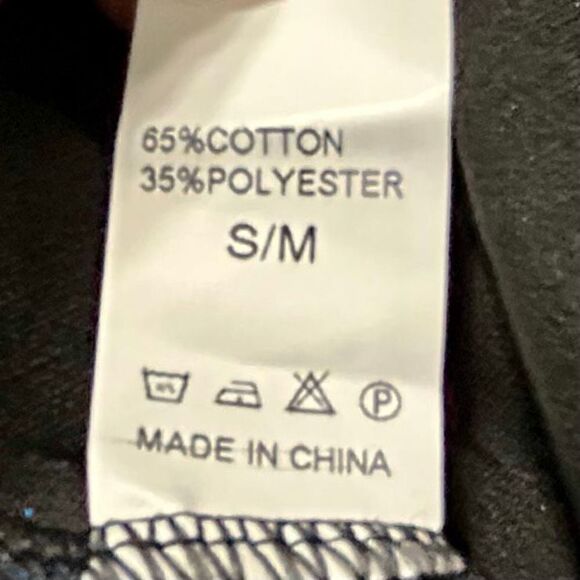 65%COTTON
35%POLYESTER
S/M
P
MADE IN CHINA